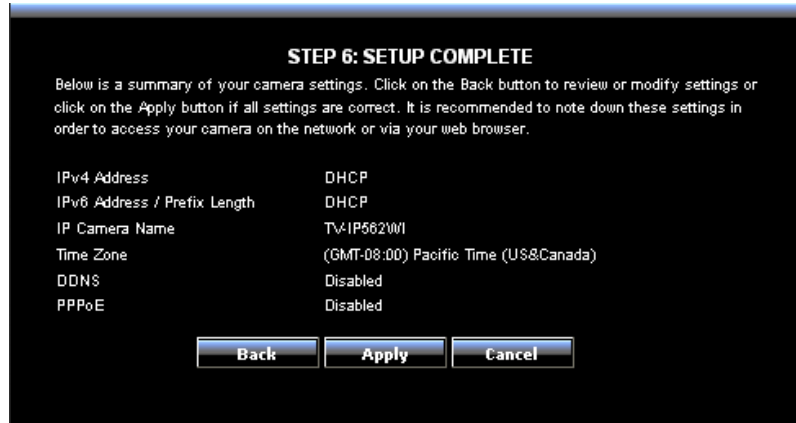 STEP 6: SETUP COMPLETE
Below is a summary of your camera settings. Click on the Back button to review or modify settings or
click on the Apply button if all settings are correct. It is recommended to note down these settings in
order to access your camera on the network or via your web browser.
IPv4 Address DHCP
IPv6 Address / Prefix Length DHCP
IP Camera Name TV-IP562WI
Time Zone (GMT-08:00) Pacific Time (US&Canada)
DDNS Disabled
PPPoE Disabled
Back Apply Cancel